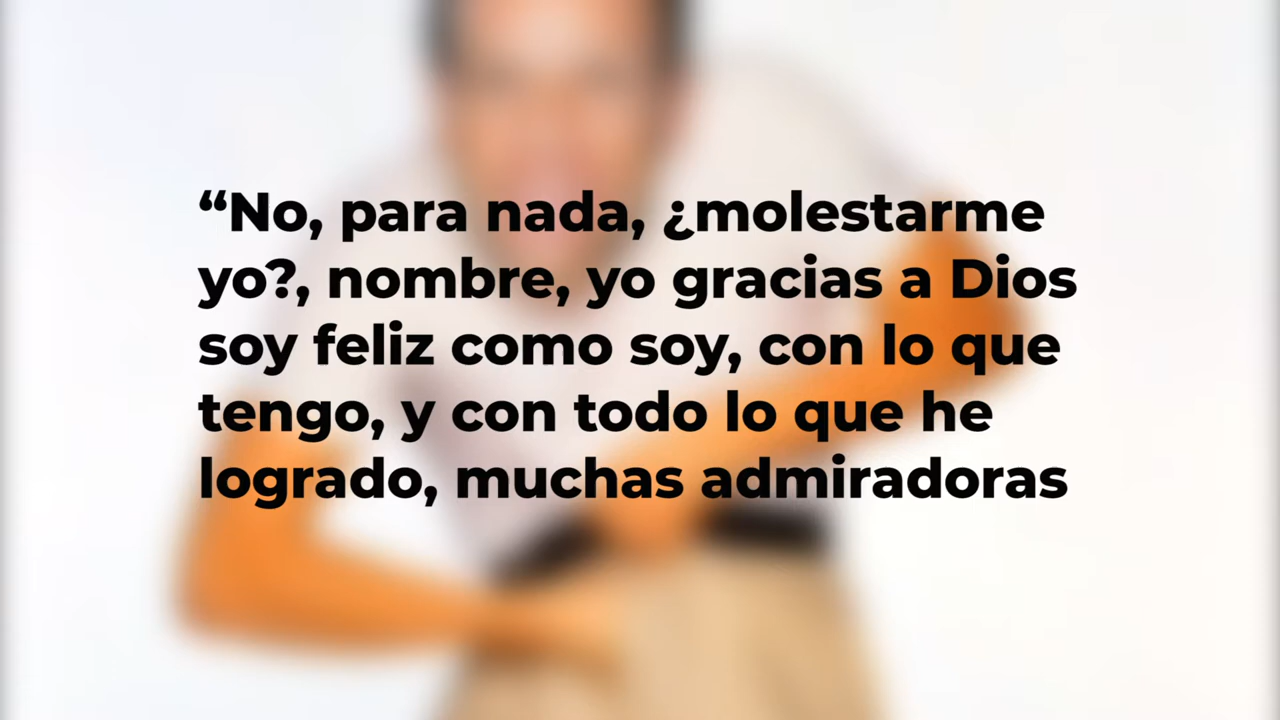 “No, para nada, ¿molestarme
yo?, nombre, yo gracias a Dios
soy feliz como soy, con lo que
tengo, y con todo lo que he
logrado, muchas admiradoras